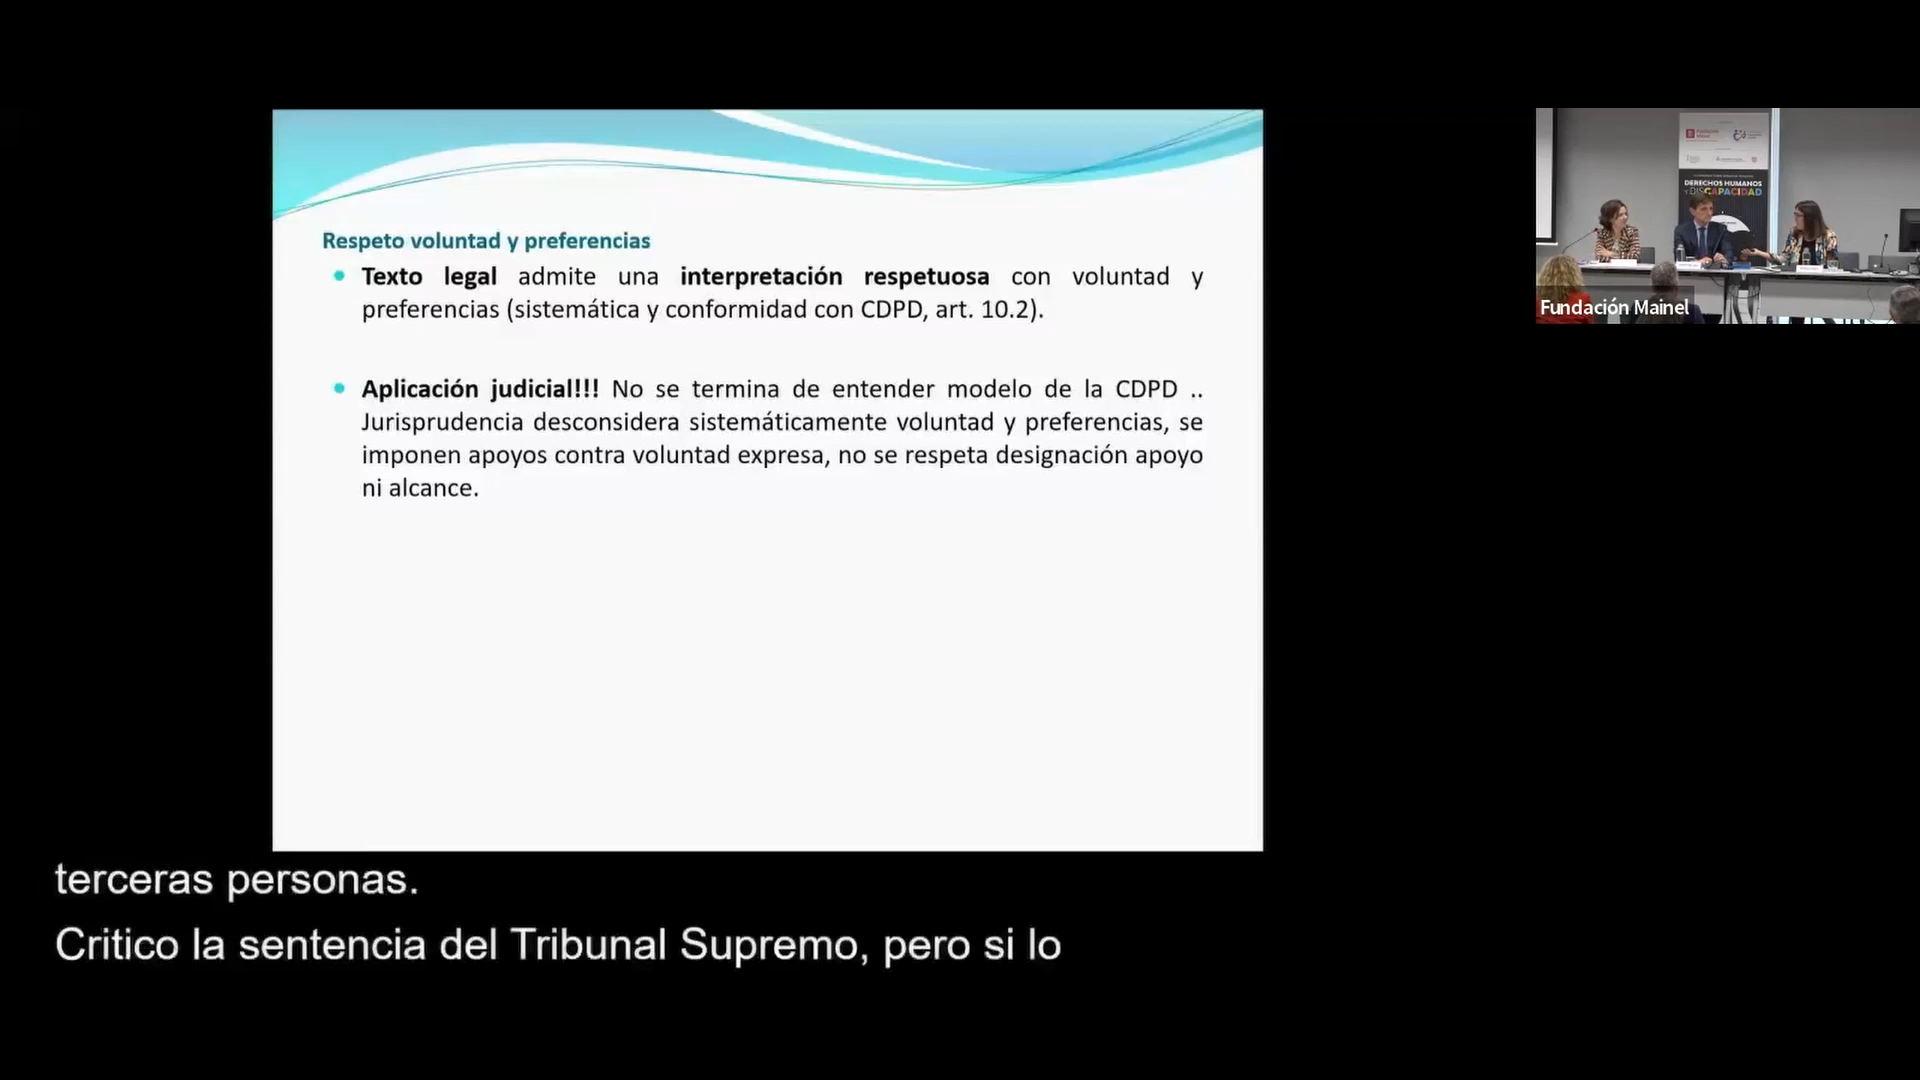 Respeto voluntad y preferencias
• Texto legal admite una interpretación respetuosa con voluntad y
preferencias (sistemática y conformidad con CDPD, art. 10.2).
• Aplicación judicial!!! No se termina de entender modelo de la CDPD ..
Jurisprudencia desconsidera sistemáticamente voluntad y preferencias, se
imponen apoyos contra voluntad expresa, no se respeta designación apoyo
ni alcance.
DERECHOS HUMANOS
Y DISCAPACIDAD
Fundación Mainel
terceras personas.
Critico la sentencia del Tribunal Supremo, pero si lo